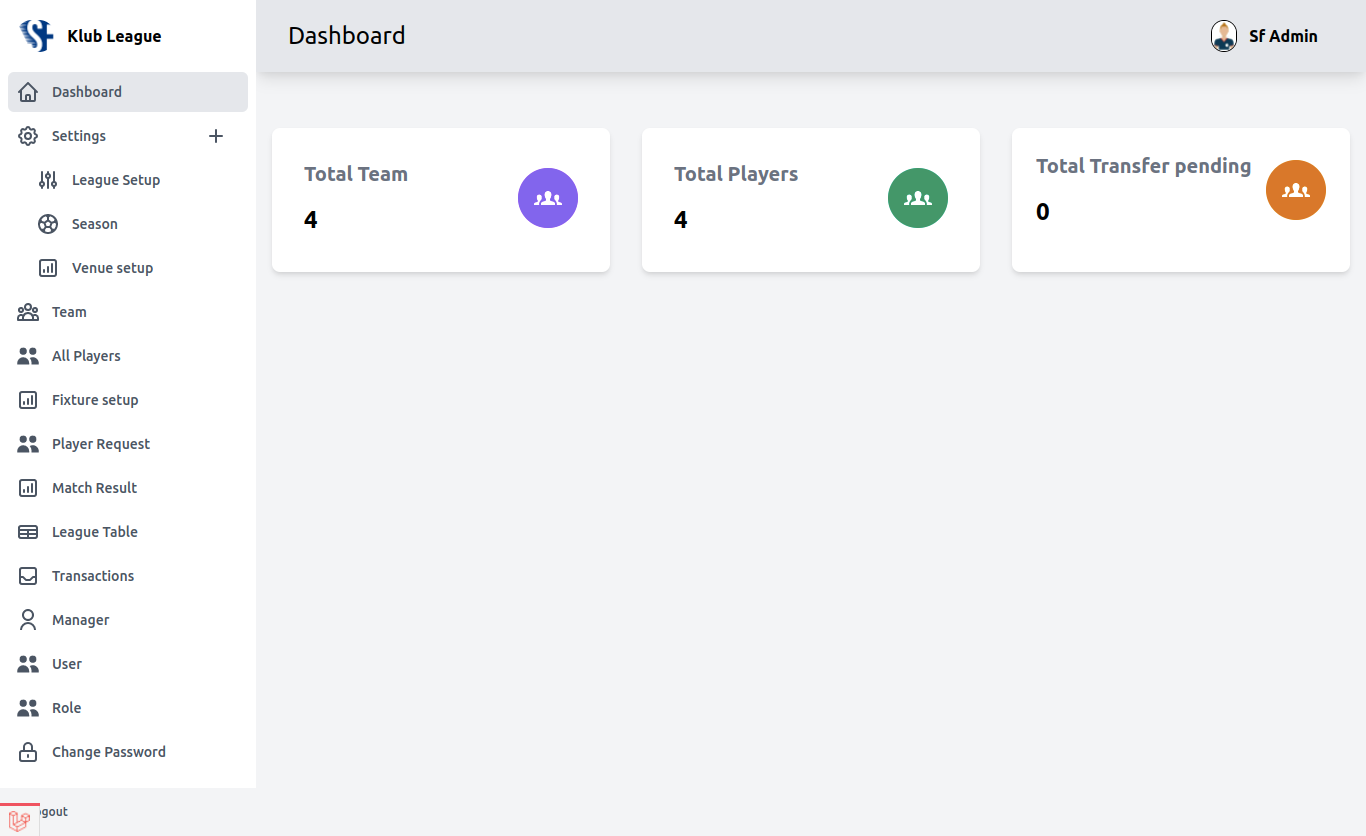 Klub League
Dashboard
Settings
League Setup
Season
Venue setup
Team
All Players
Fixture setup
Player Request
Match Result
League Table
Transactions
Manager
User
Role
Change Password
ogout
Dashboard
Sf Admin
Total Team
4
Total Players
4
Total Transfer pending
0